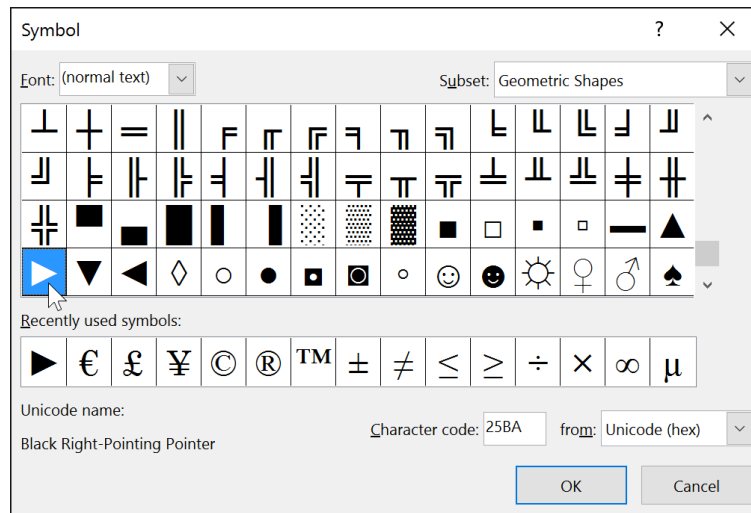 Symbol ?
Font: (normal text) Subset: Geometric Shapes
┴ ┼ ═ ║ ╒ ╓ ╔ ╕ ╖ ╗ ╘ ╙ ╚ ╛ ╜
╝ ╞ ╟ ╠ ╡ ╢ ╣ ╤ ╥ ╦ ╧ ╨ ╩ ╪ ╫
╬ ▀ ▄ █ ▌ ▐ ░ ▒ ▓ ■ □ ▪ ▫ ▬ ▲
► ▼ ◄ ◊ ○ ● ◘ ◙ ◦ ☺ ☻ ☼ ♀ ♂ ♠
Recently used symbols:
► € £ ¥ © ® ™ ± ≠ ≤ ≥ ÷ × ∞ µ
Unicode name:
Black Right-Pointing Pointer
Character code: 25BA from: Unicode (hex)
OK Cancel